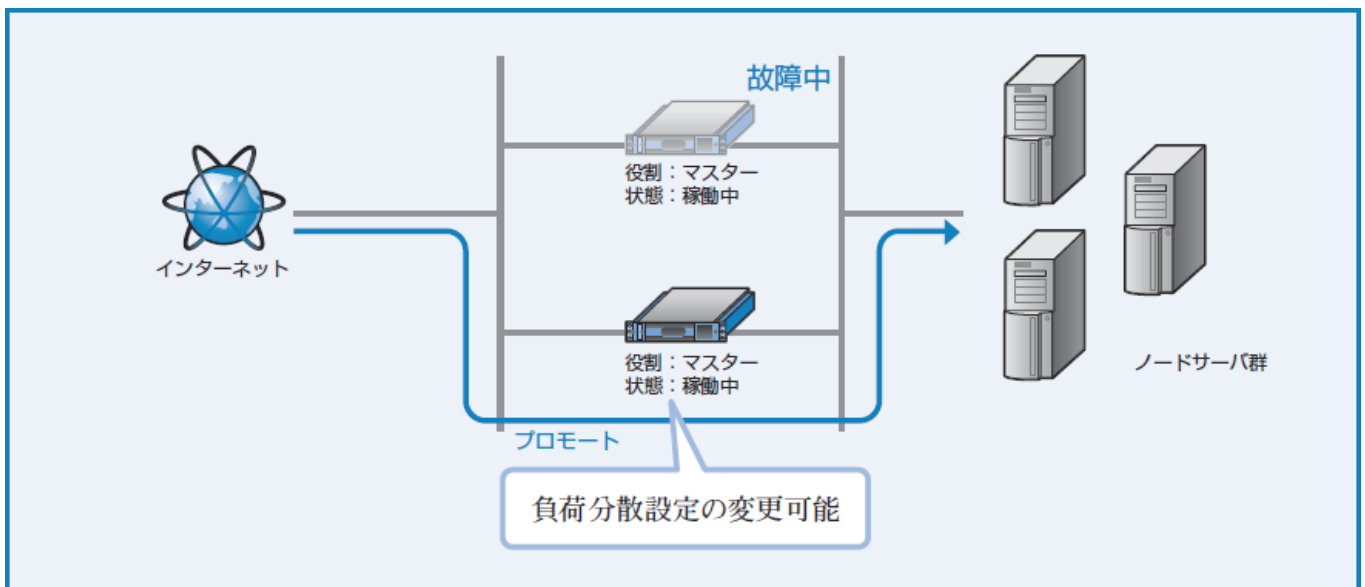 故障中
役割：マスター
状態：稼働中
インターネット
役割：マスター
状態：稼働中
ノードサーバ群
プロモート
負荷分散設定の変更可能